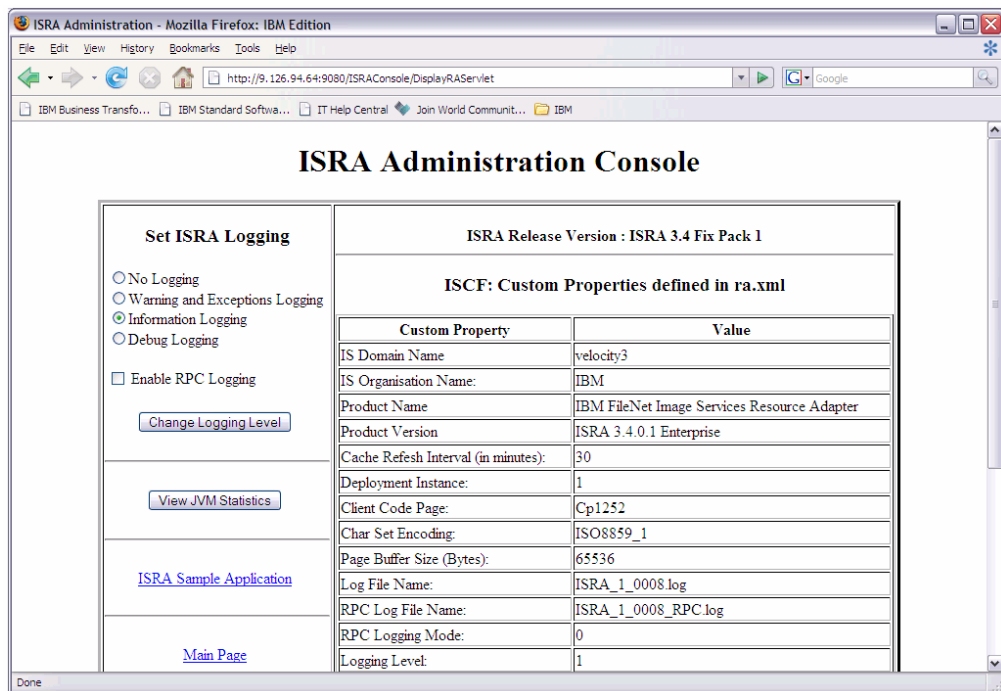 ISRA Administration - Mozilla Firefox: IBM Edition
File Edit View History Bookmarks Tools Help
http://9.126.94.64:9080/ISRAConsole/DisplayRAServlet
G Google
IBM Business Transfo... IBM Standard Softwa... IT Help Central Join World Communit... IBM
ISRA Administration Console
Set ISRA Logging
No Logging
Warning and Exceptions Logging
Information Logging
Debug Logging
Enable RPC Logging
Change Logging Level
View JVM Statistics
ISRA Sample Application
Main Page
ISRA Release Version : ISRA 3.4 Fix Pack 1
ISCF: Custom Properties defined in ra.xml
Custom Property Value
IS Domain Name velocity3
IS Organisation Name: IBM
Product Name IBM FileNet Image Services Resource Adapter
Product Version ISRA 3.4.0.1 Enterprise
Cache Refesh Interval (in minutes): 30
Deployment Instance: 1
Client Code Page: Cp1252
Char Set Encoding: ISO8859_1
Page Buffer Size (Bytes): 65536
Log File Name: ISRA_1_0008.log
RPC Log File Name: ISRA_1_0008_RPC.log
RPC Logging Mode: 0
Logging Level: 1
Done